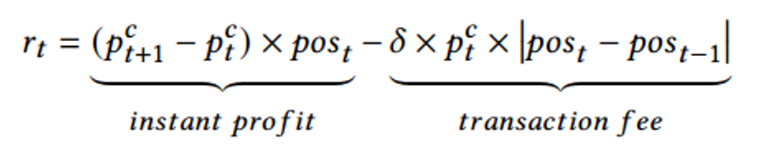 r_t = (p^c_{t+1} − p^c_t) × pos_t − δ × p^c_t × |pos_t − pos_{t−1}|
instant profit transaction fee